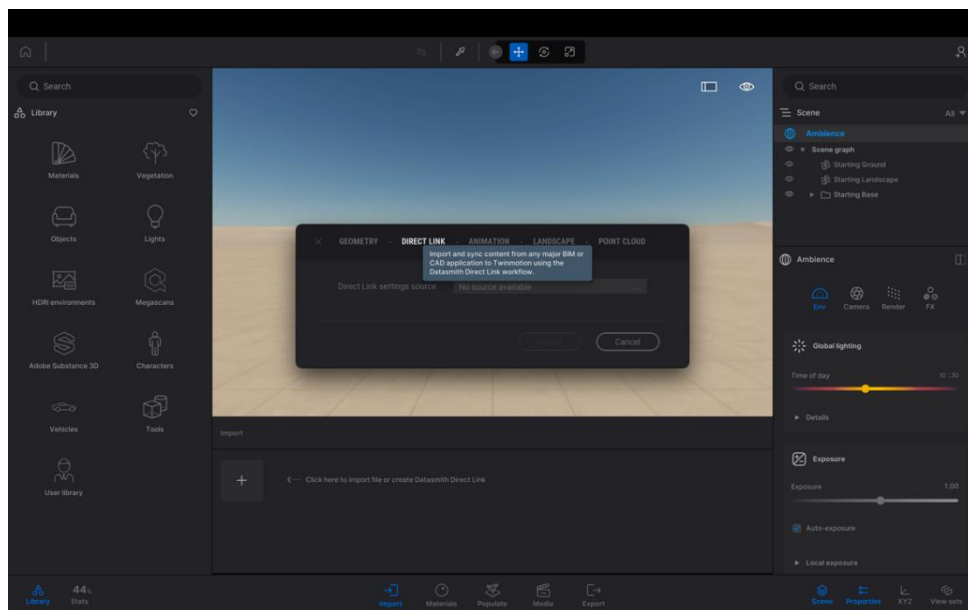 Search
Library
Materials
Vegetation
Objects
Lights
HDRI environments
Megascans
Adobe Substance 3D
Characters
Vehicles
Tools
User library
GEOMETRY
DIRECT LINK
ANIMATION
LANDSCAPE
POINT CLOUD
Import and sync content from any major BIM or
CAD application to Twinmotion using the
Datasmith Direct Link workflow.
Direct Link settings source
No source available
Cancel
Import
Click here to import file or create Datasmith Direct Link
Search
Scene
All
Ambience
Scene graph
Starting Ground
Starting Landscape
Starting Base
Ambience
Env
Camera
Render
FX
Global lighting
Time of day
10:30
Details
Exposure
Exposure
1.00
Auto-exposure
Local exposure
Library
44%
Stats
Import
Materials
Populate
Media
Export
Scene
Properties
XYZ
View sets